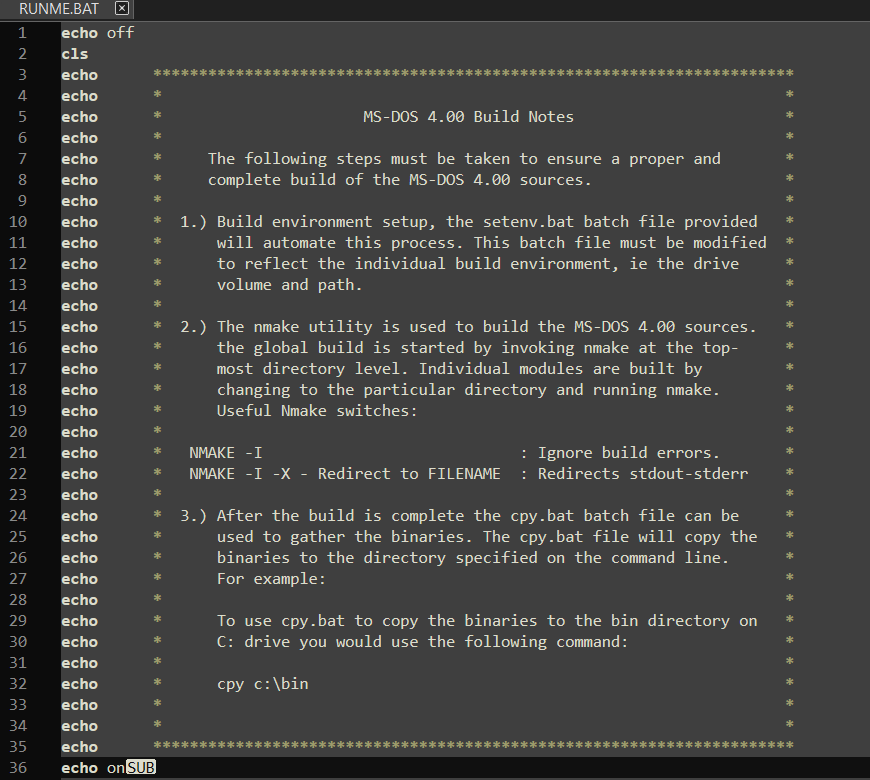 RUNME.BAT
1 echo off
2 cls
3 echo **********************************************************************
4 echo * *
5 echo * MS-DOS 4.00 Build Notes *
6 echo * *
7 echo * The following steps must be taken to ensure a proper and *
8 echo * complete build of the MS-DOS 4.00 sources. *
9 echo * *
10 echo * 1.) Build environment setup, the setenv.bat batch file provided *
11 echo * will automate this process. This batch file must be modified *
12 echo * to reflect the individual build environment, ie the drive *
13 echo * volume and path. *
14 echo * *
15 echo * 2.) The nmake utility is used to build the MS-DOS 4.00 sources. *
16 echo * the global build is started by invoking nmake at the top- *
17 echo * most directory level. Individual modules are built by *
18 echo * changing to the particular directory and running nmake. *
19 echo * Useful Nmake switches: *
20 echo * *
21 echo * NMAKE -I : Ignore build errors. *
22 echo * NMAKE -I -X - Redirect to FILENAME : Redirects stdout-stderr *
23 echo * *
24 echo * 3.) After the build is complete the cpy.bat batch file can be *
25 echo * used to gather the binaries. The cpy.bat file will copy the *
26 echo * binaries to the directory specified on the command line. *
27 echo * For example: *
28 echo * *
29 echo * To use cpy.bat to copy the binaries to the bin directory on *
30 echo * C: drive you would use the following command: *
31 echo * *
32 echo * cpy c:\bin *
33 echo * *
34 echo * *
35 echo **********************************************************************
36 echo onSUB